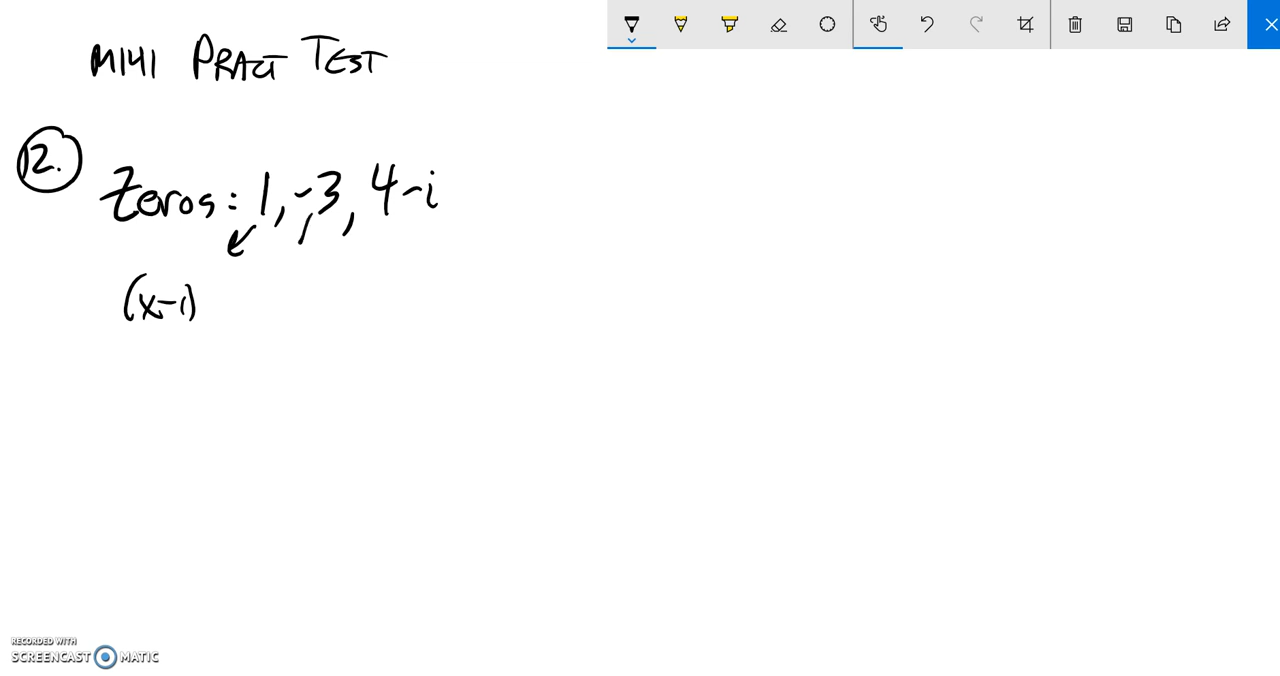 M141 PRACT TEST
12.
Zeros: 1, -3, 4-i
(x-1)
RECORDED WITH
SCREENCAST MATIC